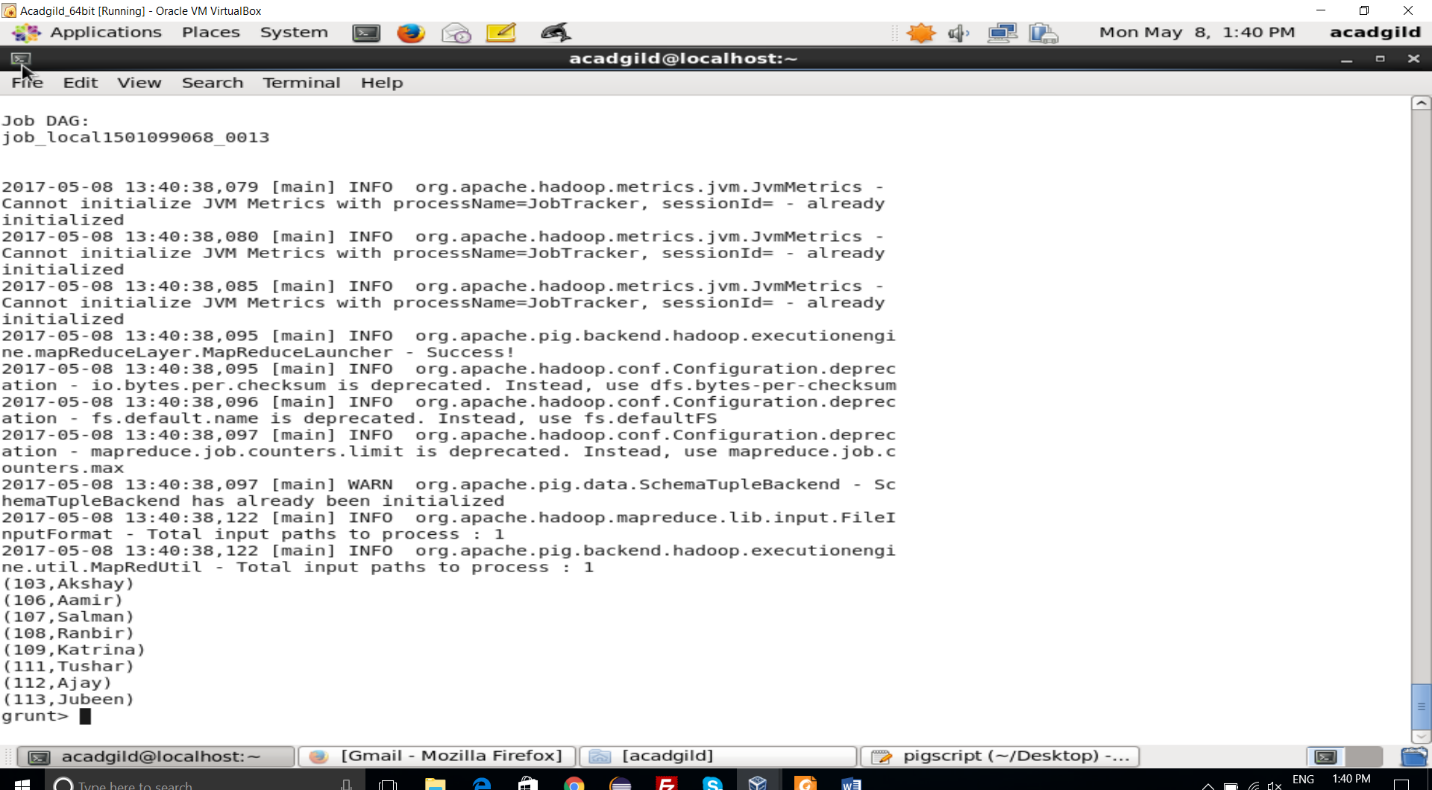 Acadgild_64bit [Running] - Oracle VM VirtualBox
Applications Places System Mon May 8, 1:40 PM acadgild
acadgild@localhost:~
File Edit View Search Terminal Help
Job DAG:
job_local1501099068_0013
2017-05-08 13:40:38,079 [main] INFO  org.apache.hadoop.metrics.jvm.JvmMetrics -
Cannot initialize JVM Metrics with processName=JobTracker, sessionId= - already
initialized
2017-05-08 13:40:38,080 [main] INFO  org.apache.hadoop.metrics.jvm.JvmMetrics -
Cannot initialize JVM Metrics with processName=JobTracker, sessionId= - already
initialized
2017-05-08 13:40:38,085 [main] INFO  org.apache.hadoop.metrics.jvm.JvmMetrics -
Cannot initialize JVM Metrics with processName=JobTracker, sessionId= - already
initialized
2017-05-08 13:40:38,095 [main] INFO  org.apache.pig.backend.hadoop.executionengi
ne.mapReduceLayer.MapReduceLauncher - Success!
2017-05-08 13:40:38,095 [main] INFO  org.apache.hadoop.conf.Configuration.deprec
ation - io.bytes.per.checksum is deprecated. Instead, use dfs.bytes-per-checksum
2017-05-08 13:40:38,096 [main] INFO  org.apache.hadoop.conf.Configuration.deprec
ation - fs.default.name is deprecated. Instead, use fs.defaultFS
2017-05-08 13:40:38,097 [main] INFO  org.apache.hadoop.conf.Configuration.deprec
ation - mapreduce.job.counters.limit is deprecated. Instead, use mapreduce.job.c
ounters.max
2017-05-08 13:40:38,097 [main] WARN  org.apache.pig.data.SchemaTupleBackend - Sc
hemaTupleBackend has already been initialized
2017-05-08 13:40:38,122 [main] INFO  org.apache.hadoop.mapreduce.lib.input.FileI
nputFormat - Total input paths to process : 1
2017-05-08 13:40:38,122 [main] INFO  org.apache.pig.backend.hadoop.executionengi
ne.util.MapRedUtil - Total input paths to process : 1
(103,Akshay)
(106,Aamir)
(107,Salman)
(108,Ranbir)
(109,Katrina)
(111,Tushar)
(112,Ajay)
(113,Jubeen)
grunt>
acadgild@localhost:~ [Gmail - Mozilla Firefox] [acadgild] pigscript (~/Desktop) -...
Type here to search ENG 1:40 PM